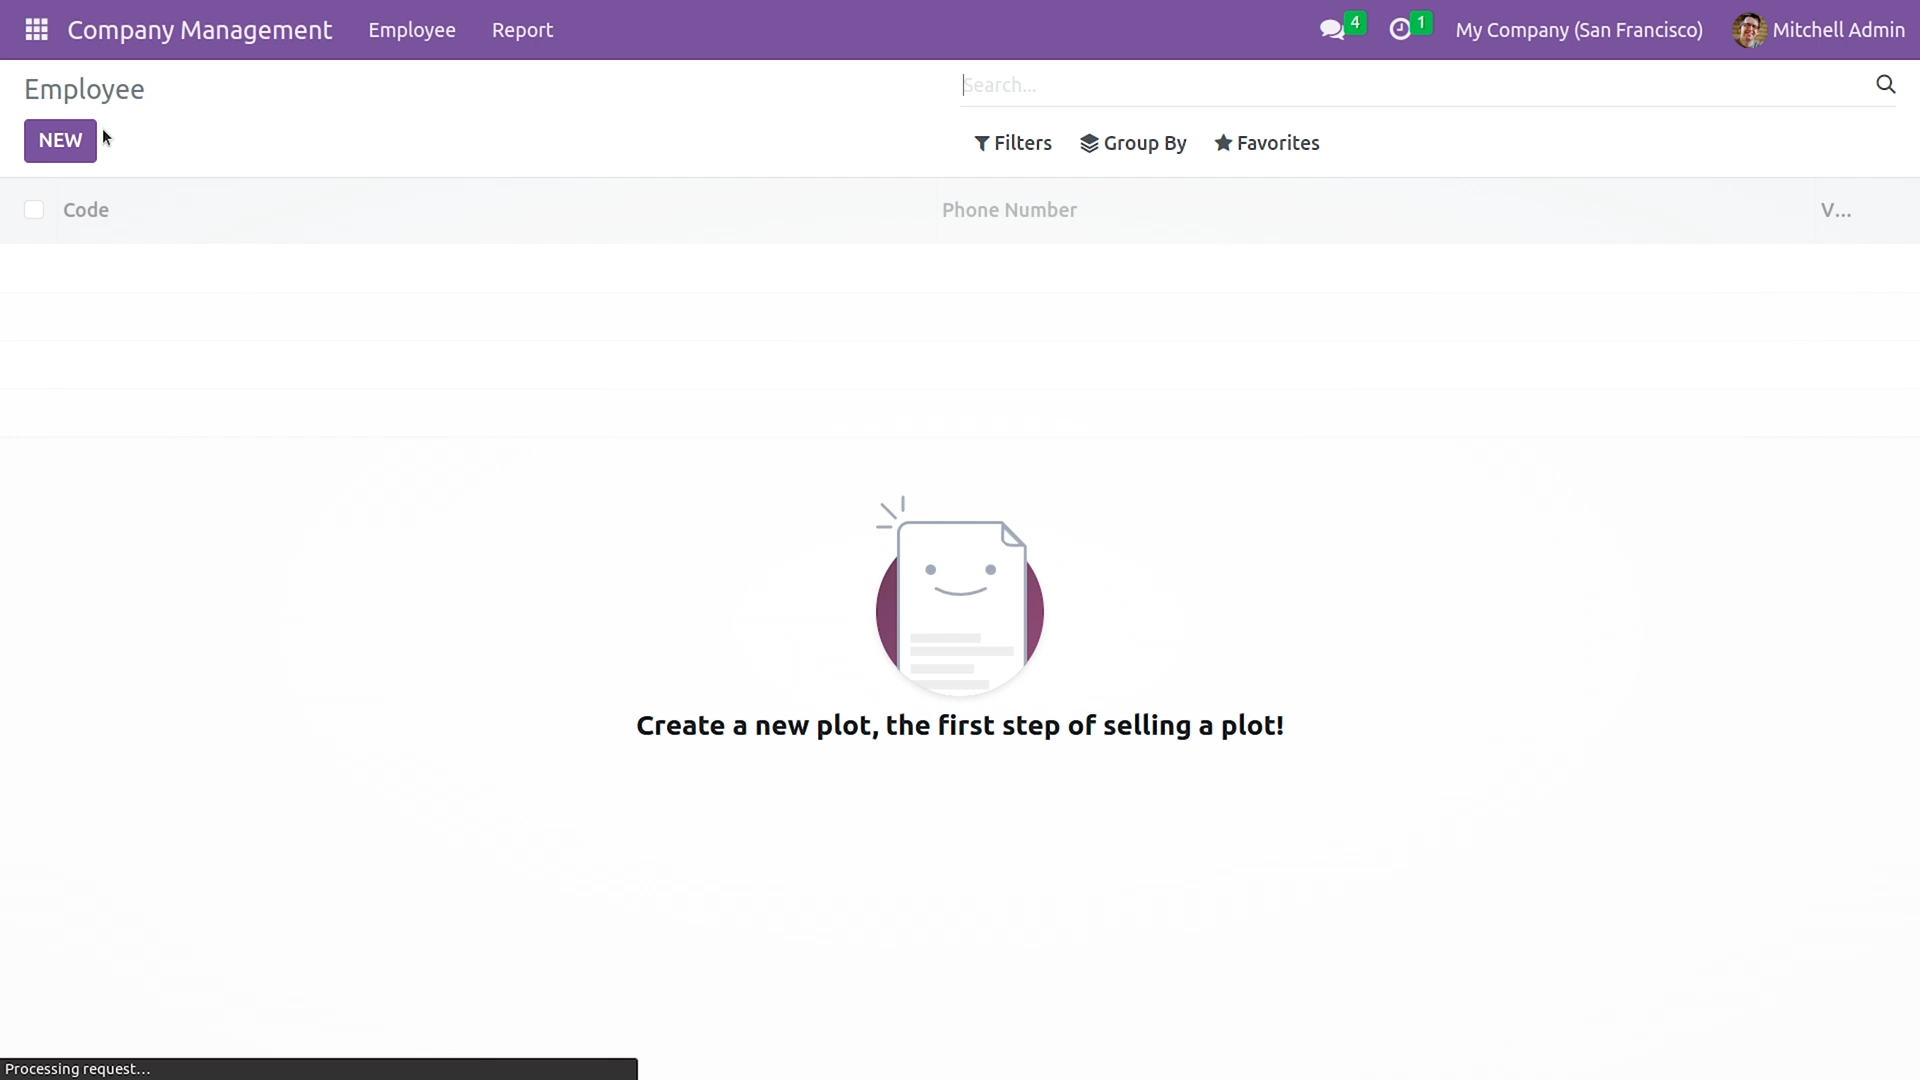 Company Management Employee Report 4 1 My Company (San Francisco) Mitchell Admin
Employee Search...
NEW Filters Group By Favorites
Code Phone Number V...
Create a new plot, the first step of selling a plot!
Processing request...